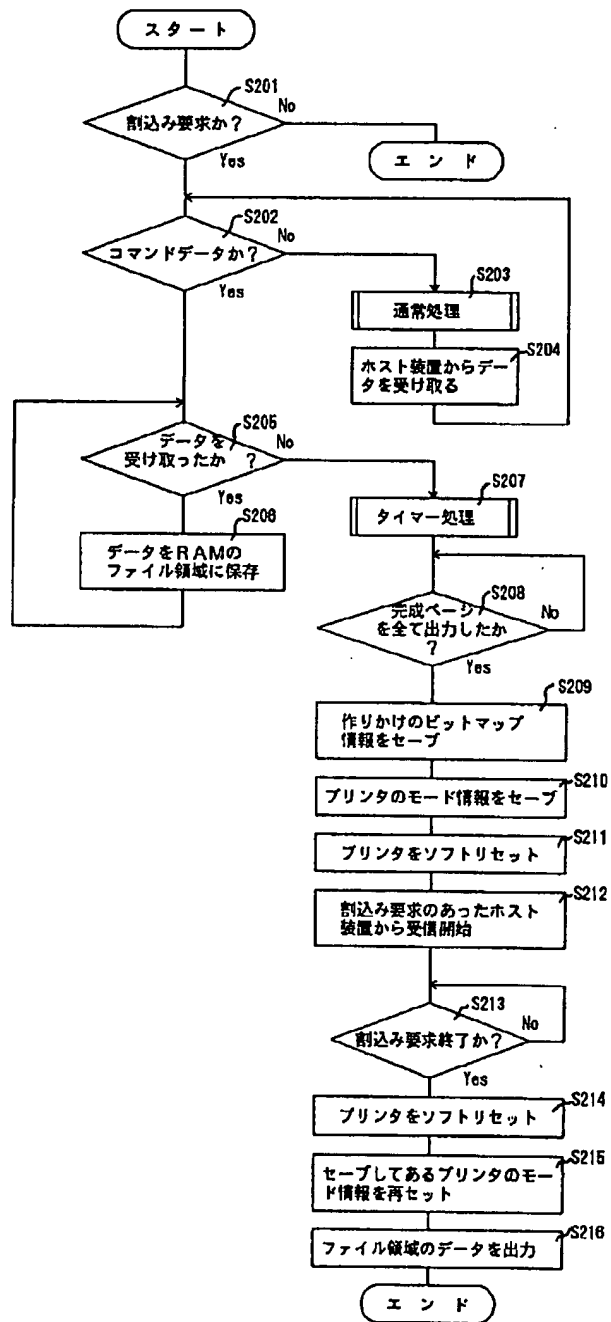 スタート
S201
割込み要求か？
No
Yes
エンド
S202
コマンドデータか？
No
Yes
S203
通常処理
S204
ホスト装置からデー
タを受け取る
S205
データを
受け取ったか　？
No
Yes
S206
データをRAMの
ファイル領域に保存
S207
タイマー処理
S208
完成ページ
を全て出力したか
？
No
Yes
S209
作りかけのビットマップ
情報をセーブ
S210
プリンタのモード情報をセーブ
S211
プリンタをソフトリセット
S212
割込み要求のあったホスト
装置から受信開始
S213
割込み要求終了か？
No
Yes
S214
プリンタをソフトリセット
S215
セーブしてあるプリンタのモー
ド情報を再セット
S216
ファイル領域のデータを出力
エンド